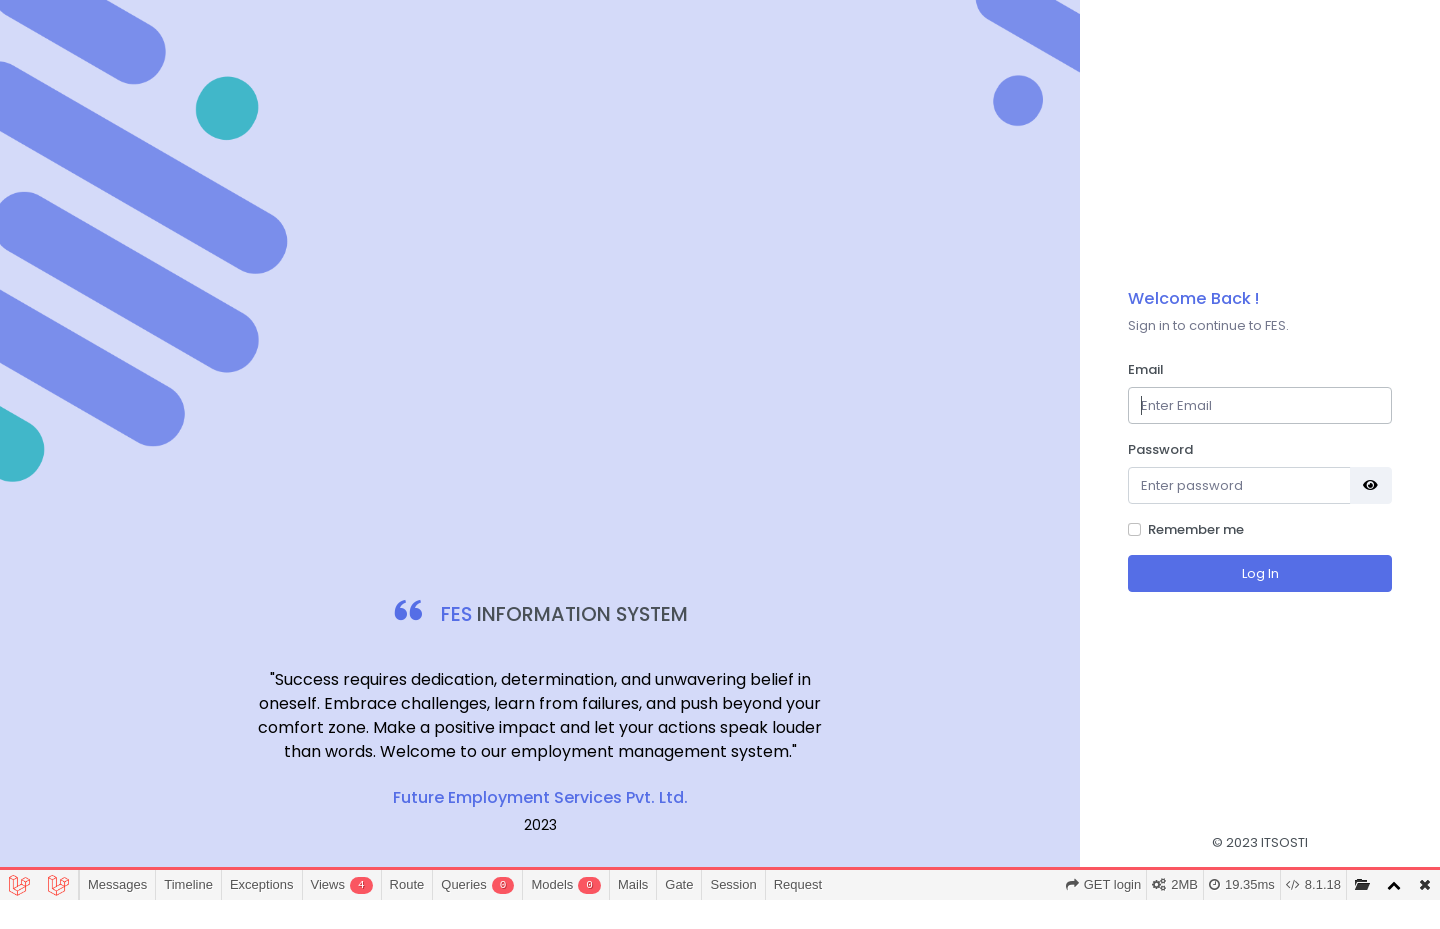 Welcome Back !
Sign in to continue to FES.
Email
Enter Email
Password
Enter password
Remember me
Log In
FES INFORMATION SYSTEM
"Success requires dedication, determination, and unwavering belief in
oneself. Embrace challenges, learn from failures, and push beyond your
comfort zone. Make a positive impact and let your actions speak louder
than words. Welcome to our employment management system."
Future Employment Services Pvt. Ltd.
2023
© 2023 ITSOSTI
Messages Timeline Exceptions Views 4 Route Queries 0 Models 0 Mails Gate Session Request GET login 2MB 19.35ms 8.1.18